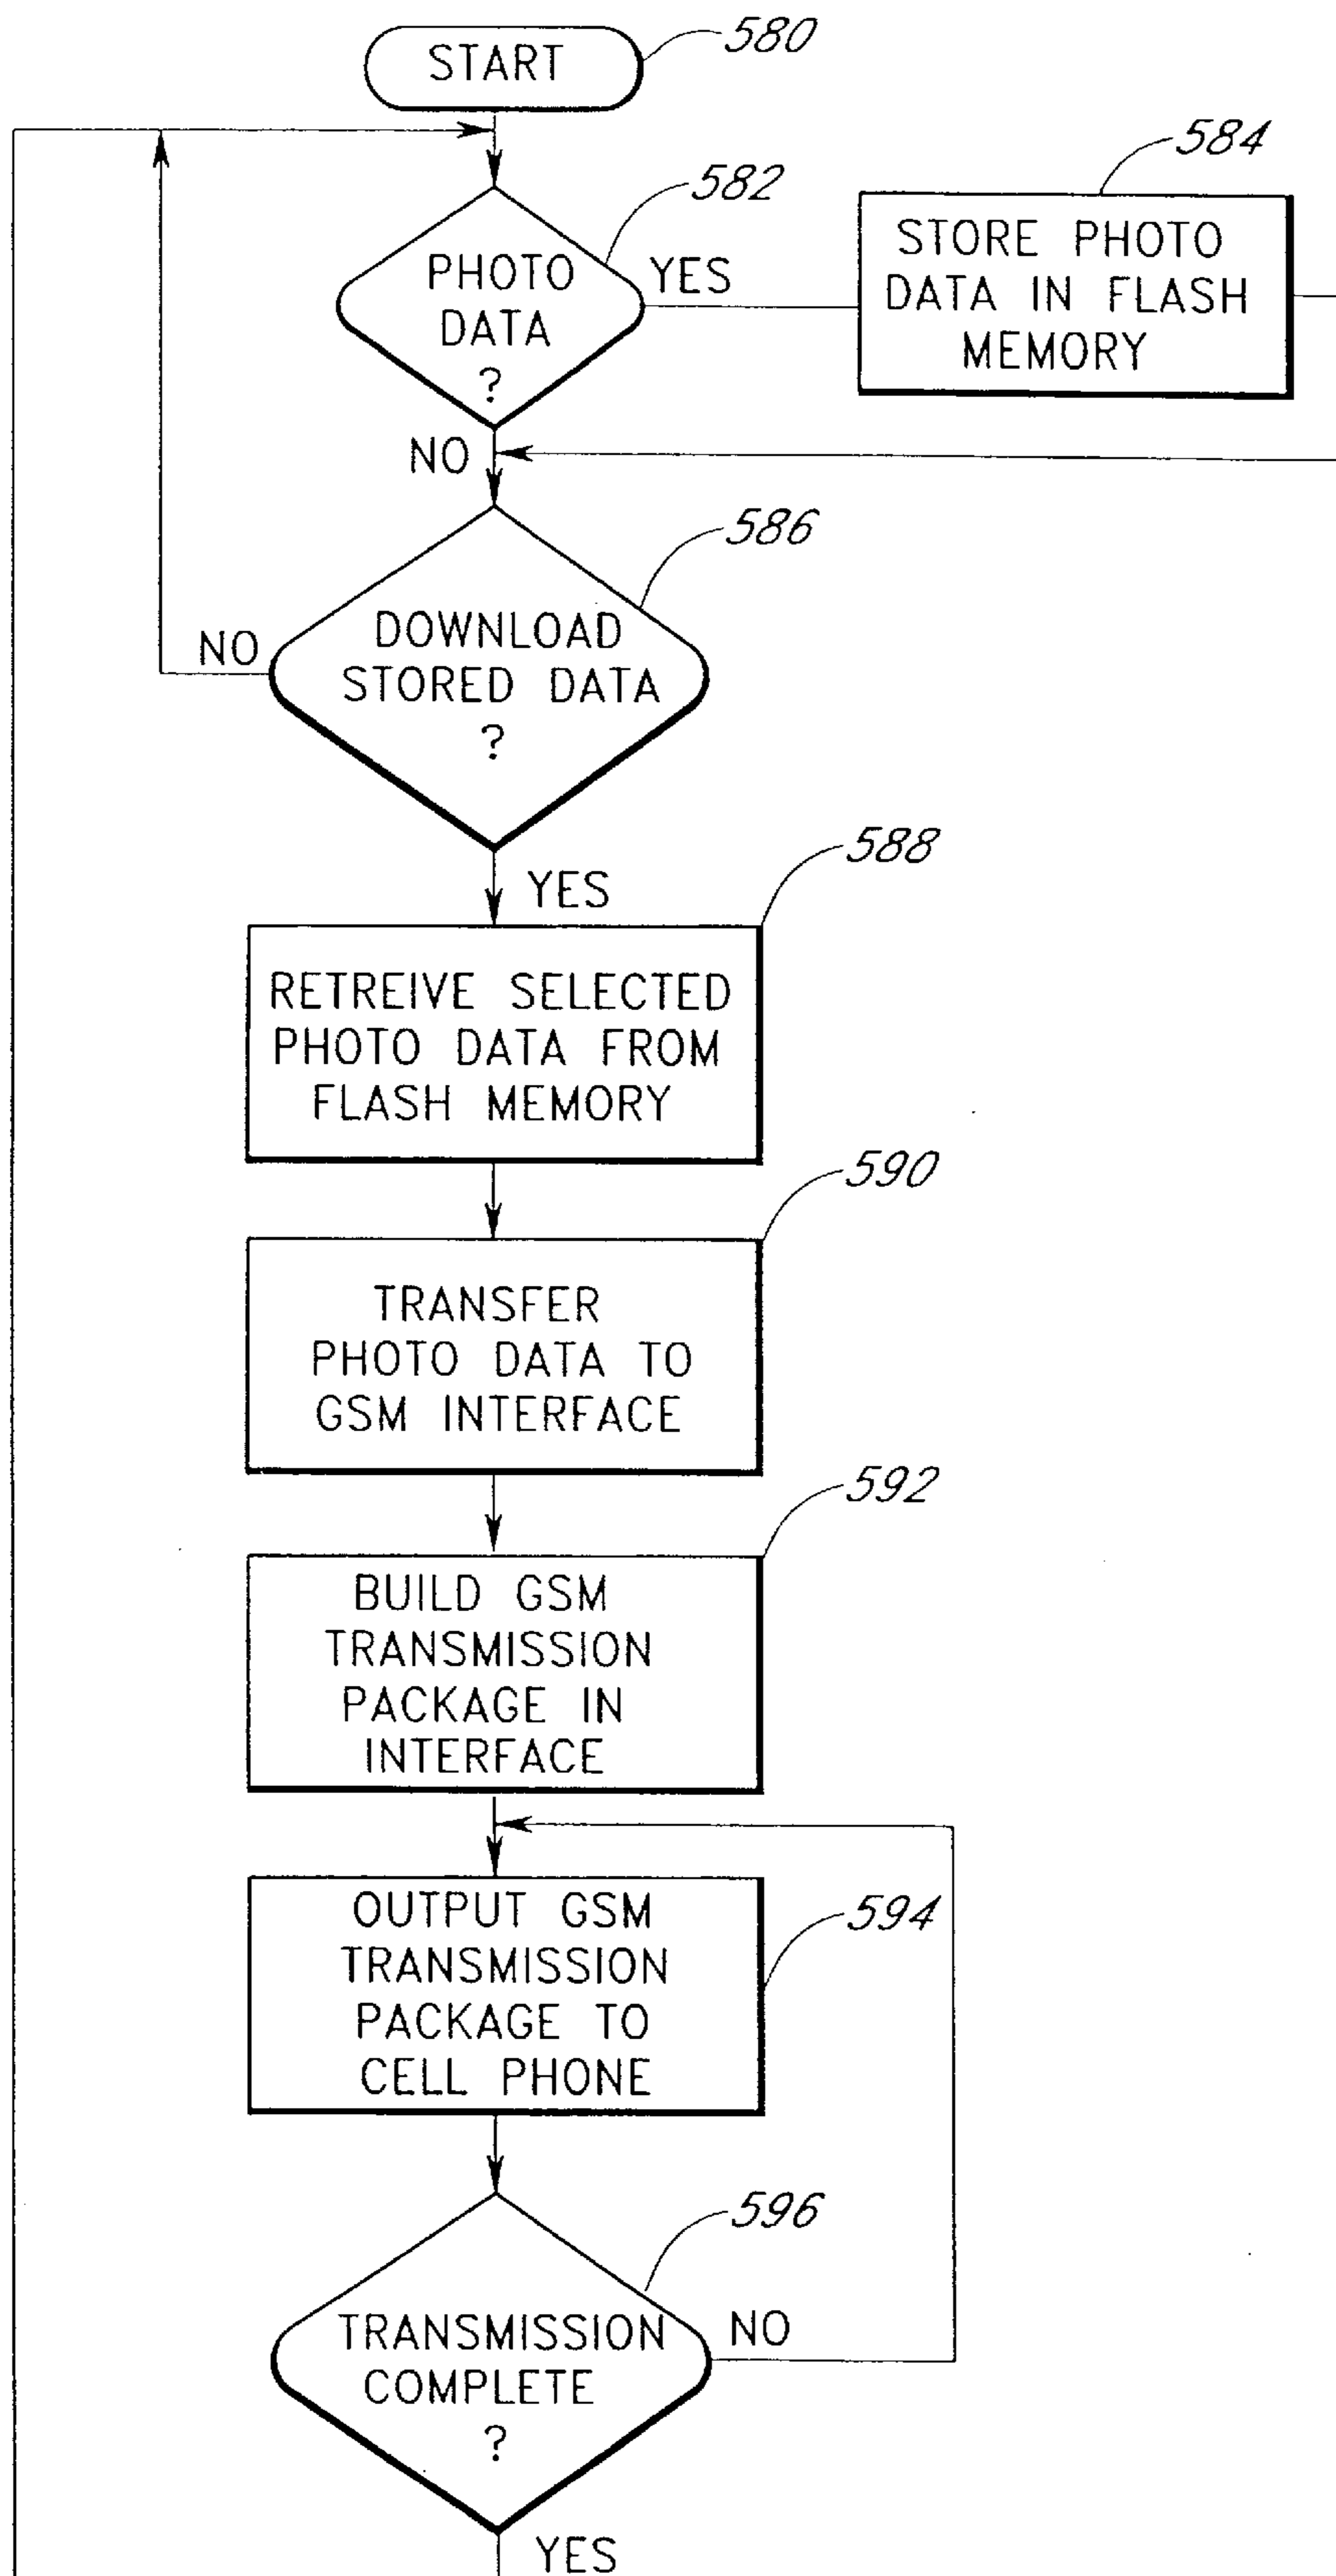 START
580
PHOTO
DATA
?
582
YES
STORE PHOTO
DATA IN FLASH
MEMORY
584
NO
DOWNLOAD
STORED DATA
?
586
NO
YES
RETREIVE SELECTED
PHOTO DATA FROM
FLASH MEMORY
588
TRANSFER
PHOTO DATA TO
GSM INTERFACE
590
BUILD GSM
TRANSMISSION
PACKAGE IN
INTERFACE
592
OUTPUT GSM
TRANSMISSION
PACKAGE TO
CELL PHONE
594
TRANSMISSION
COMPLETE
?
596
NO
YES